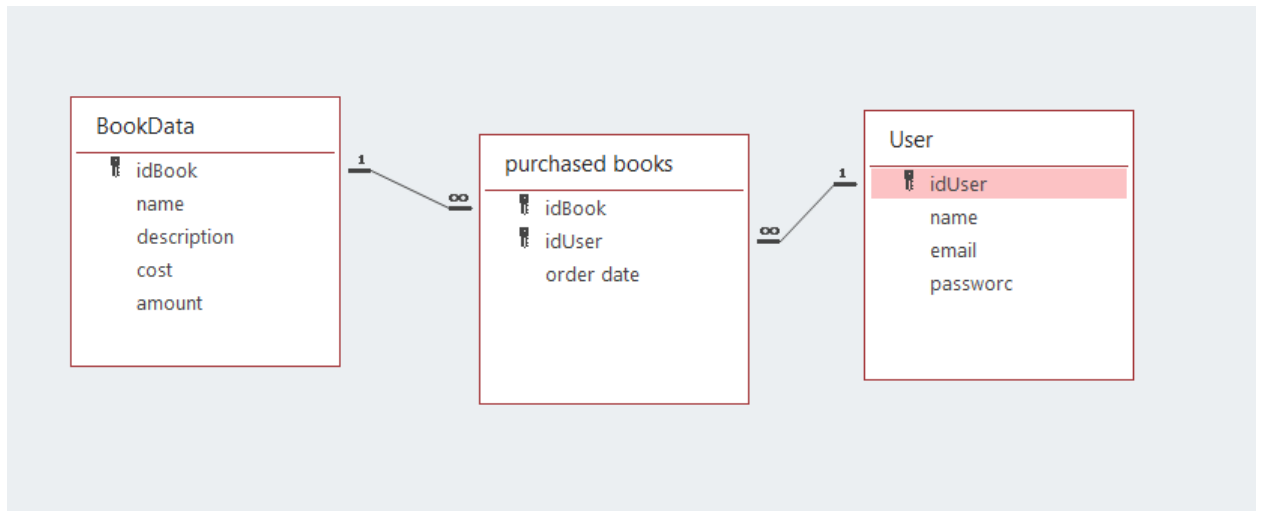 BookData
idBook
name
description
cost
amount
1
∞
purchased books
idBook
idUser
order date
∞
1
User
idUser
name
email
passworc